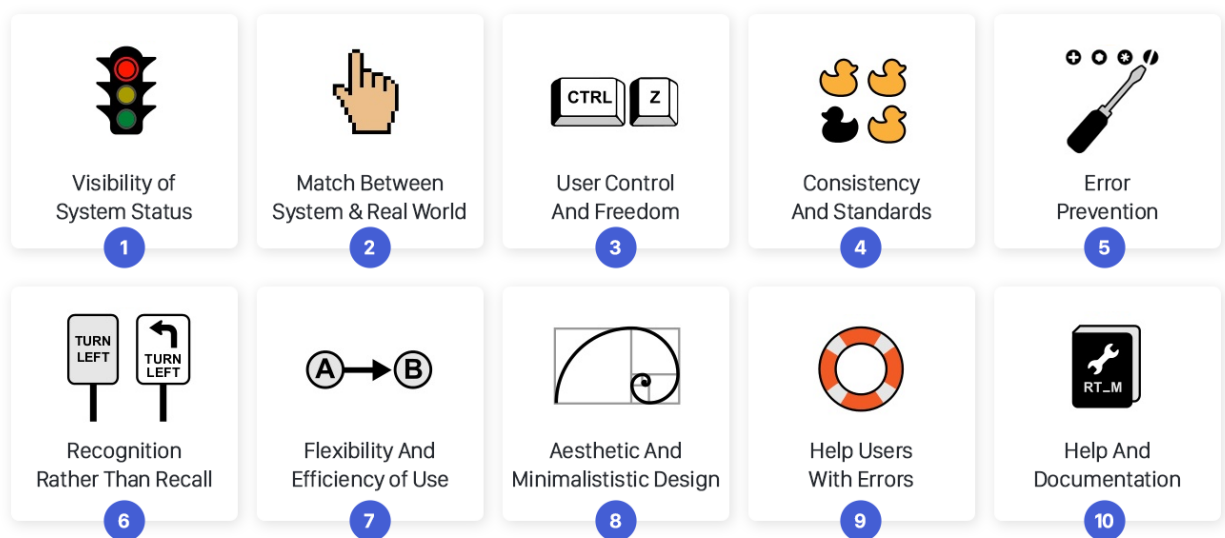 CTRL Z
Visibility of
System Status
1
Match Between
System & Real World
2
User Control
And Freedom
3
Consistency
And Standards
4
Error
Prevention
5
TURN
LEFT
TURN
LEFT
Recognition
Rather Than Recall
6
A B
Flexibility And
Efficiency of Use
7
Aesthetic And
Minimalististic Design
8
Help Users
With Errors
9
RT_M
Help And
Documentation
10